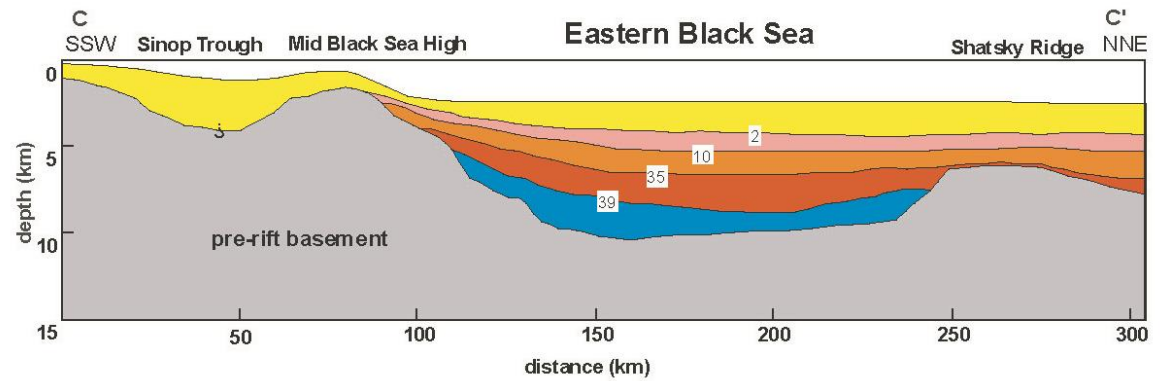 C
SSW
Sinop Trough
Mid Black Sea High
Eastern Black Sea
Shatsky Ridge
C'
NNE
0
5
10
15
depth (km)
2
10
35
39
pre-rift basement
50
100
150
200
250
300
distance (km)